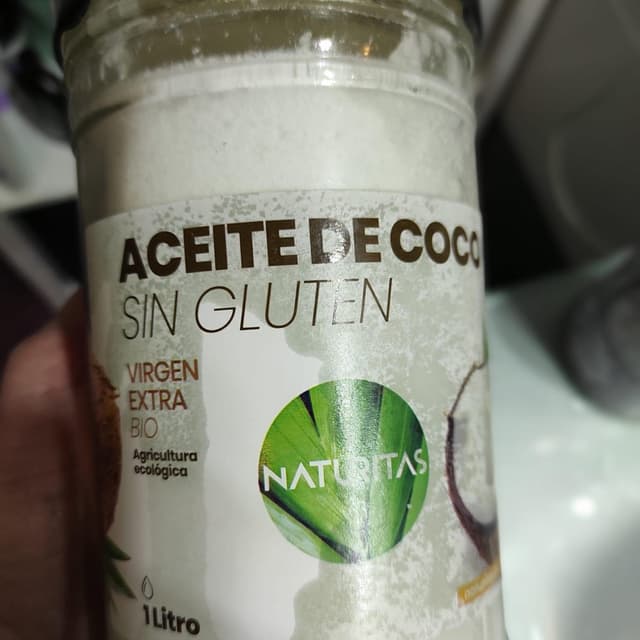 ACEITE DE COCO
SIN GLUTEN
VIRGEN
EXTRA
BIO
Agricultura
ecológica
NATURITAS
1 Litro